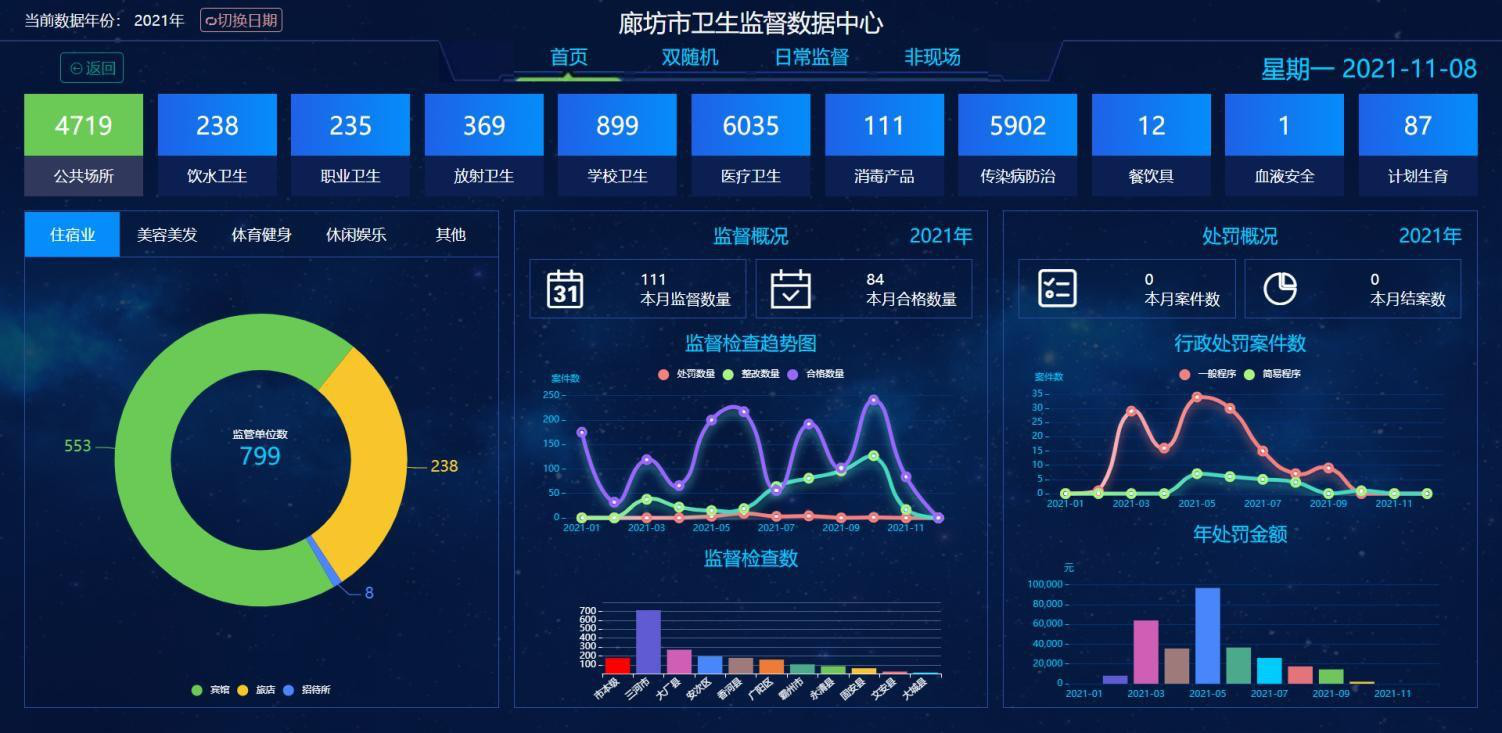 当前数据年份： 2021年 切换日期
廊坊市卫生监督数据中心
首页 双随机 日常监督 非现场
返回
星期一 2021-11-08
4719 238 235 369 899 6035 111 5902 12 1 87
公共场所 饮水卫生 职业卫生 放射卫生 学校卫生 医疗卫生 消毒产品 传染病防治 餐饮具 血液安全 计划生育
住宿业 美容美发 体育健身 休闲娱乐 其他
监管单位数
799
553
238
8
宾馆 旅店 招待所
监督概况 2021年
31
111
本月监督数量
84
本月合格数量
监督检查趋势图
处罚数量 整改数量 合格数量
案件数
250
200
150
100
50
0
2021-01 2021-03 2021-05 2021-07 2021-09 2021-11
监督检查数
700
600
500
400
300
200
100
市本级 三河市 大厂县 安次区 香河县 广阳区 霸州市 永清县 固安县 文安县 大城县
处罚概况 2021年
0
本月案件数
0
本月结案数
行政处罚案件数
一般程序 简易程序
案件数
35
30
25
20
15
10
5
0
2021-01 2021-03 2021-05 2021-07 2021-09 2021-11
年处罚金额
元
100,000
80,000
60,000
40,000
20,000
0
2021-01 2021-03 2021-05 2021-07 2021-09 2021-11